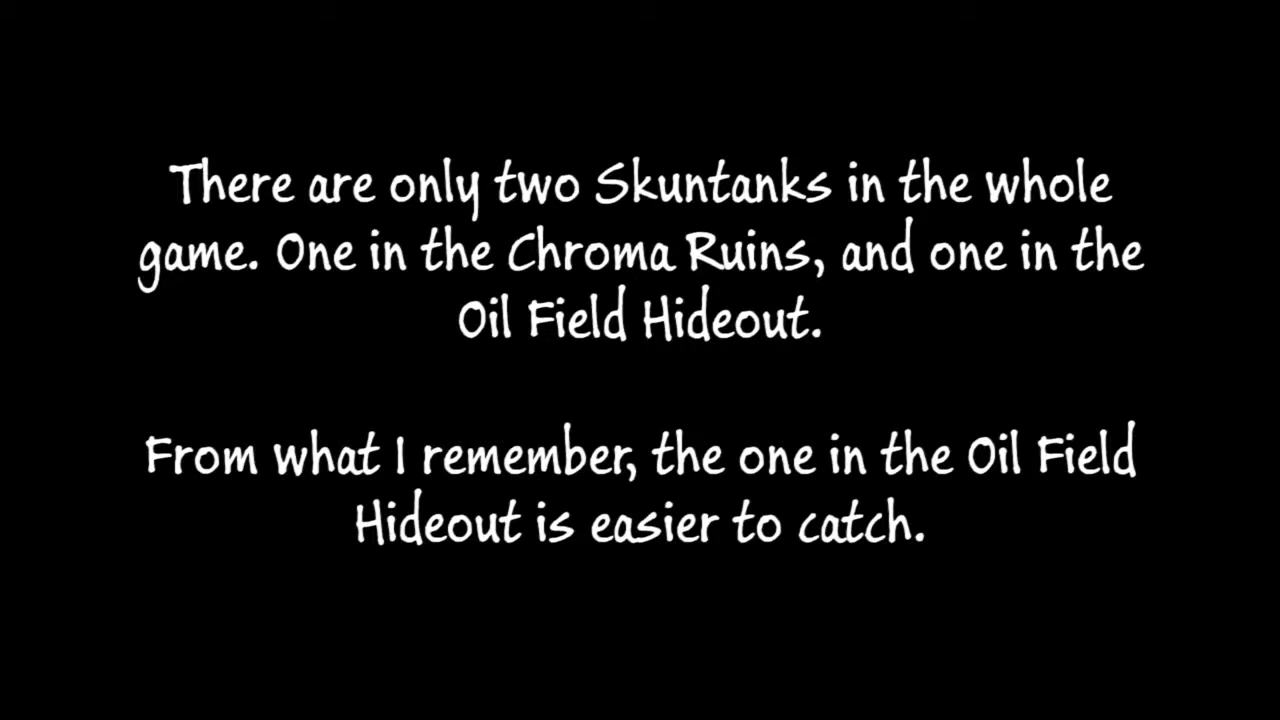 There are only two Skuntanks in the whole
game. One in the Chroma Ruins, and one in the
Oil Field Hideout.
From what I remember, the one in the Oil Field
Hideout is easier to catch.